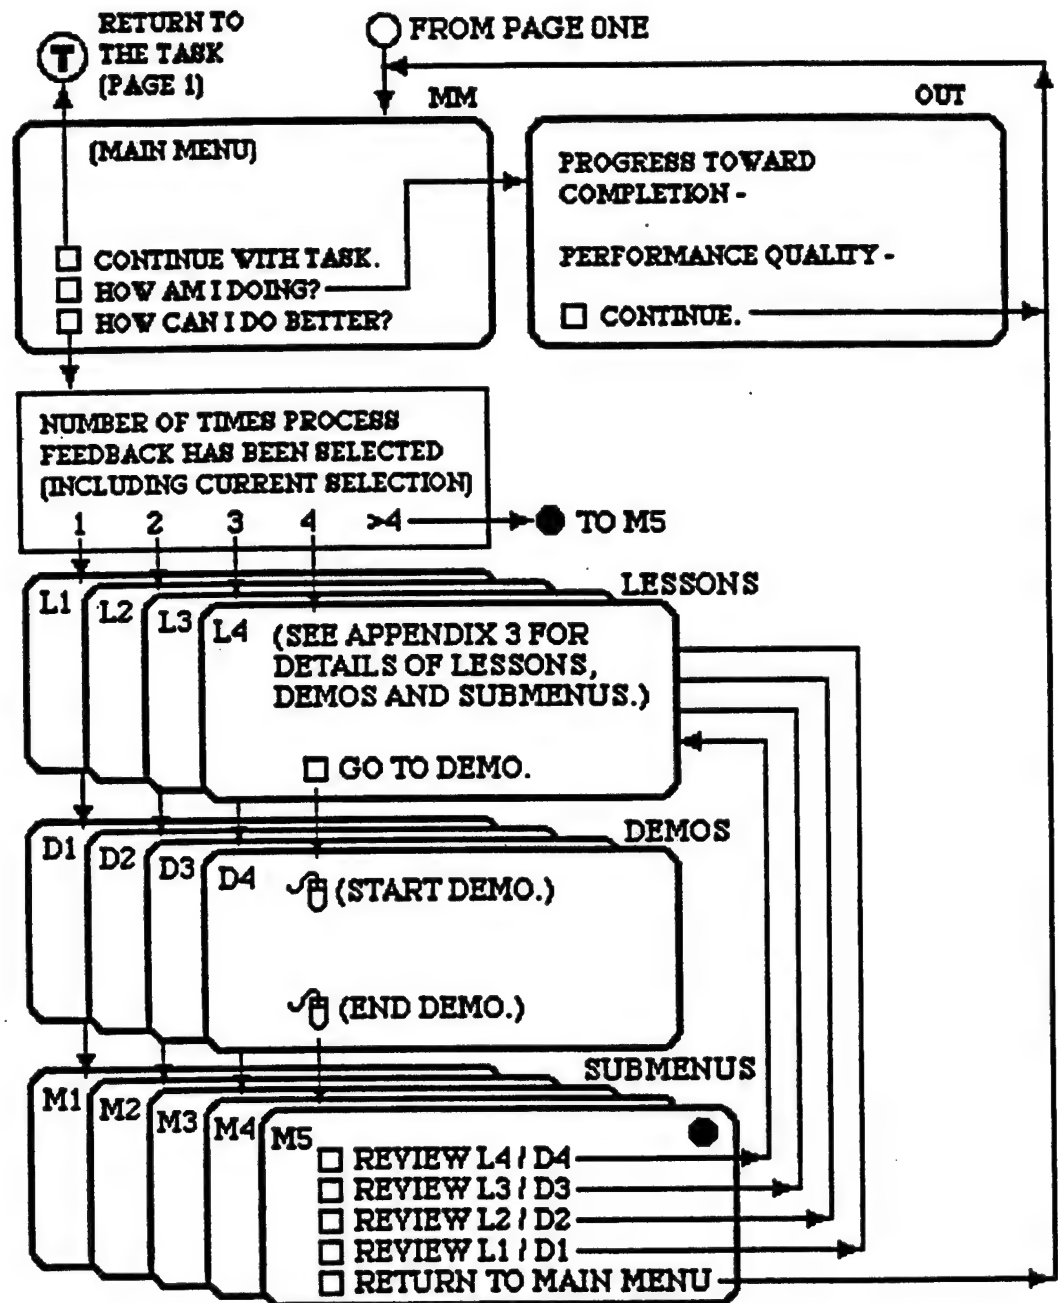 RETURN TO
THE TASK
(PAGE 1)
T
FROM PAGE ONE
MM
OUT
(MAIN MENU)
CONTINUE WITH TASK.
HOW AM I DOING?
HOW CAN I DO BETTER?
PROGRESS TOWARD
COMPLETION -
PERFORMANCE QUALITY -
CONTINUE.
NUMBER OF TIMES PROCESS
FEEDBACK HAS BEEN SELECTED
(INCLUDING CURRENT SELECTION)
1 2 3 4 >4
TO M5
LESSONS
L1
L2
L3
L4
(SEE APPENDIX 3 FOR
DETAILS OF LESSONS,
DEMOS AND SUBMENUS.)
GO TO DEMO.
DEMOS
D1
D2
D3
D4
(START DEMO.)
(END DEMO.)
SUBMENUS
M1
M2
M3
M4
M5
REVIEW L4 / D4
REVIEW L3 / D3
REVIEW L2 / D2
REVIEW L1 / D1
RETURN TO MAIN MENU